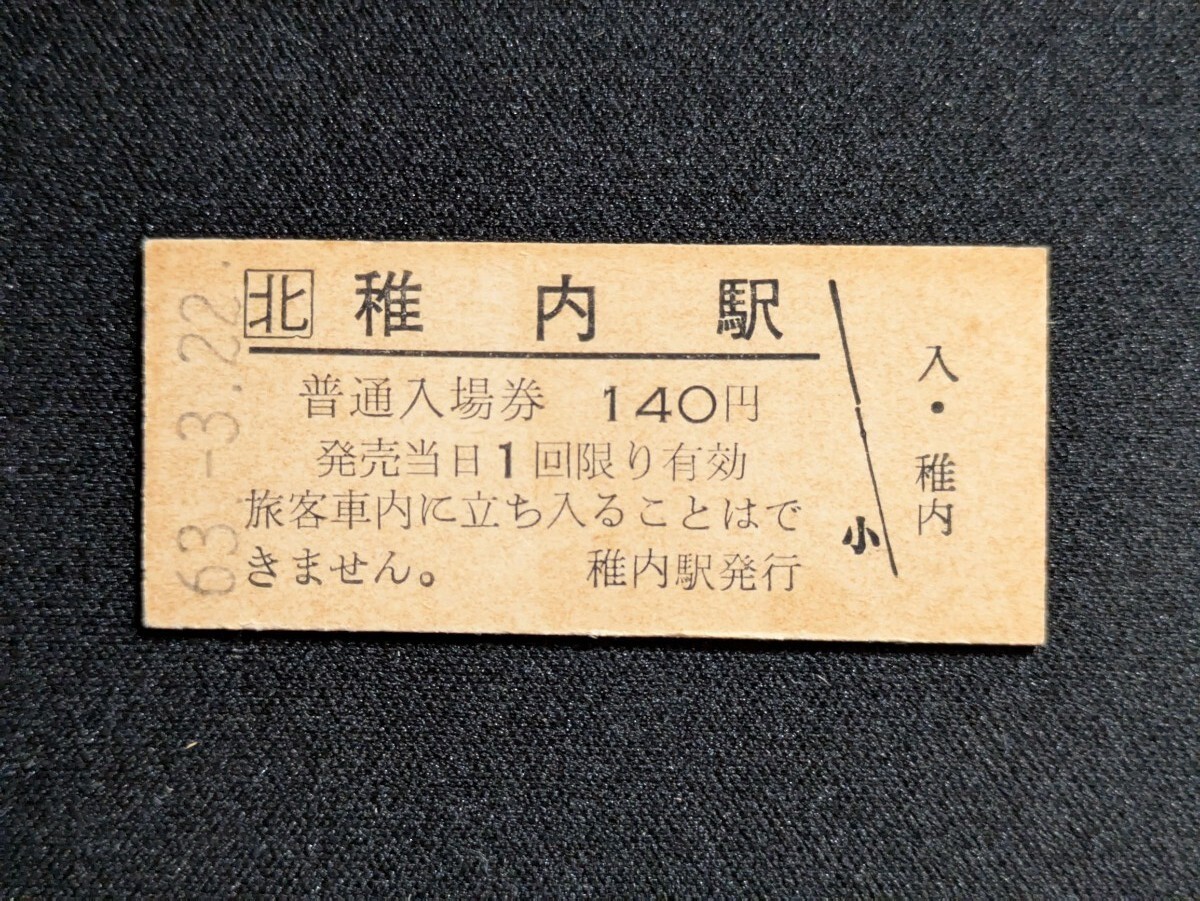 63.-3.22.
北 稚内駅
普通入場券 140円
発売当日1回限り有効
旅客車内に立ち入ることはで
きません。 稚内駅発行
小
入・稚内